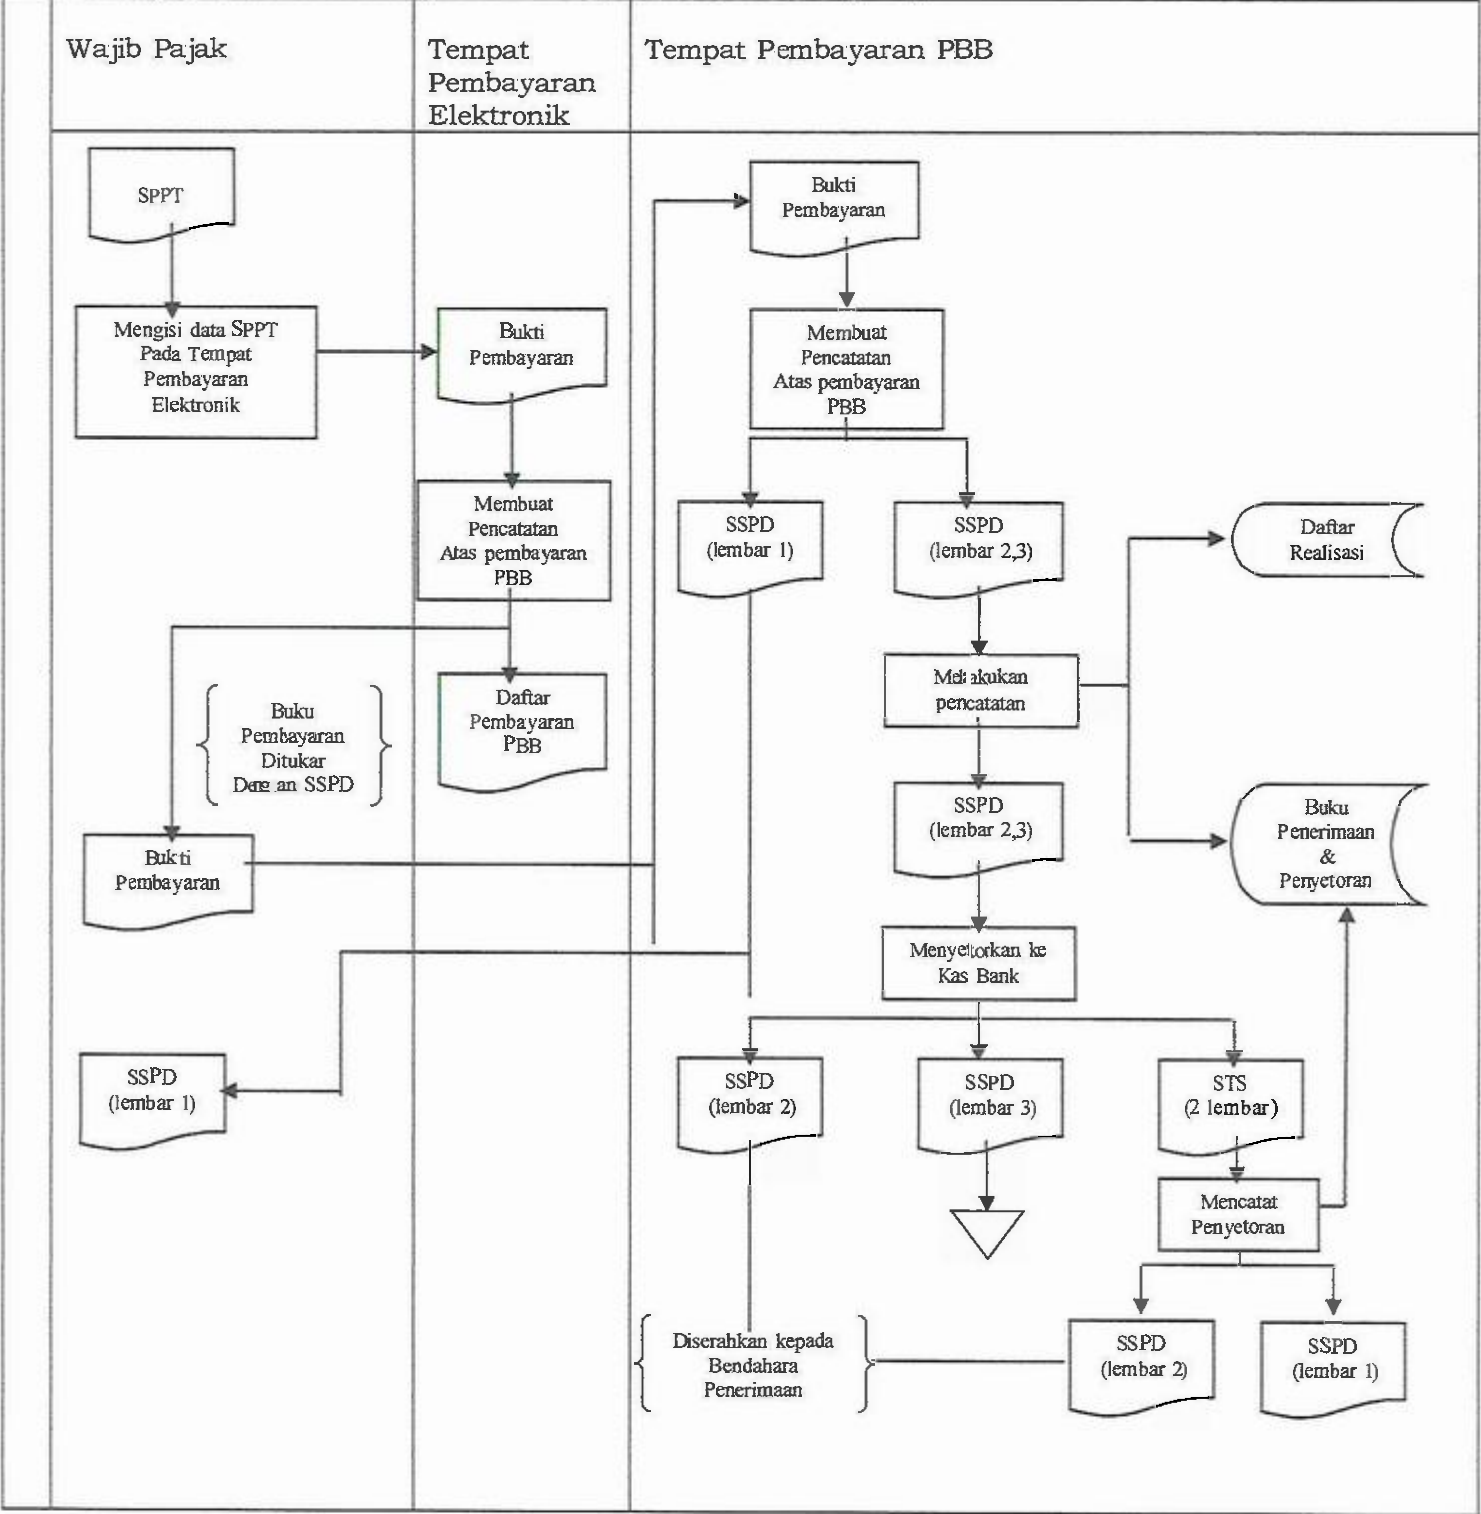 Wajib Pajak
Tempat
Pembayaran
Elektronik
Tempat Pembayaran PBB
SPPT
Mengisi data SPPT
Pada Tempat
Pembayaran
Elektronik
Bukti
Pembayaran
Membuat
Pencatatan
Atas pembayaran
PBB
Daftar
Pembayaran
PBB
Buku
Pembayaran
Ditukar
Dengan SSPD
Bukti
Pembayaran
SSPD
(lembar 1)
Bukti
Pembayaran
Membuat
Pencatatan
Atas pembayaran
PBB
SSPD
(lembar 1)
SSPD
(lembar 2,3)
Melakukan
pencatatan
Daftar
Realisasi
SSPD
(lembar 2,3)
Buku
Penerimaan
&
Penyetoran
Menyetorkan ke
Kas Bank
SSPD
(lembar 2)
SSPD
(lembar 3)
STS
(2 lembar)
Mencatat
Penyetoran
Diserahkan kepada
Bendahara
Penerimaan
SSPD
(lembar 2)
SSPD
(lembar 1)